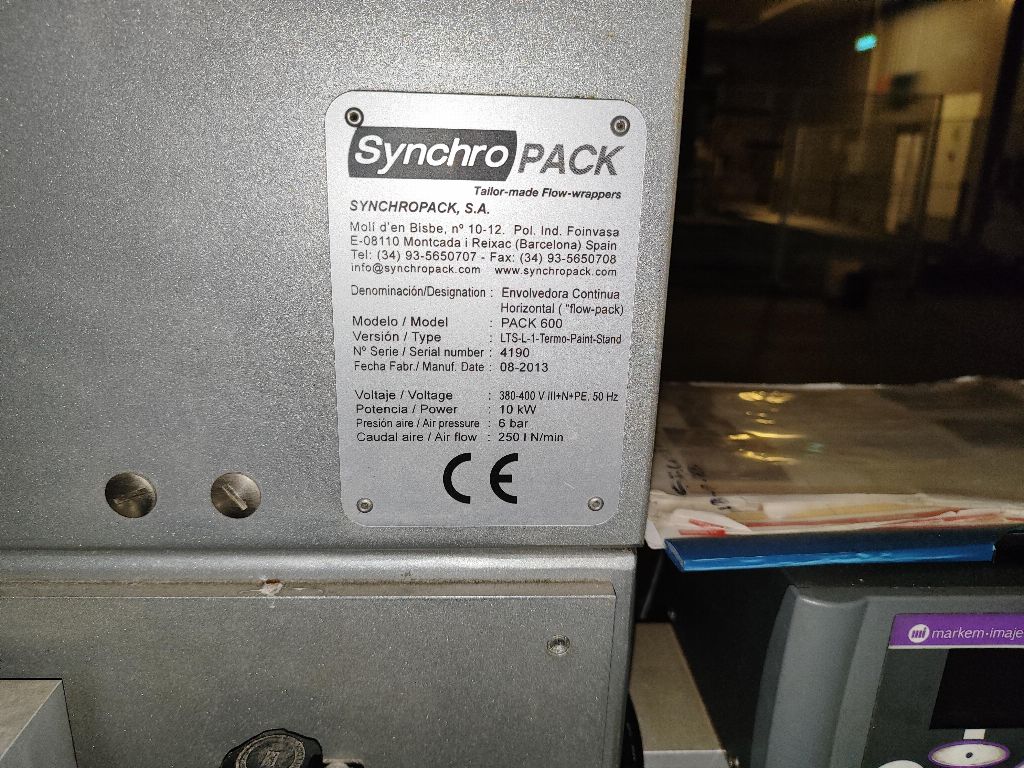 Synchro PACK
Tailor-made Flow-wrappers
SYNCHROPACK, S.A.
Molí d'en Bisbe, nº 10-12. Pol. Ind. Foinvasa
E-08110 Montcada i Reixac (Barcelona) Spain
Tel: (34) 93-5650707 - Fax: (34) 93-5650708
info@synchropack.com www.synchropack.com
Denominación/Designation : Envolvedora Continua
Horizontal ( "flow-pack)
Modelo / Model : PACK 600
Versión / Type : LTS-L-1-Termo-Paint-Stand
Nº Serie / Serial number : 4190
Fecha Fabr./ Manuf. Date : 08-2013
Voltaje / Voltage : 380-400 V III+N+PE, 50 Hz
Potencia / Power : 10 kW
Presión aire / Air pressure : 6 bar
Caudal aire / Air flow : 250 l N/min
CE
mi markem·imaje